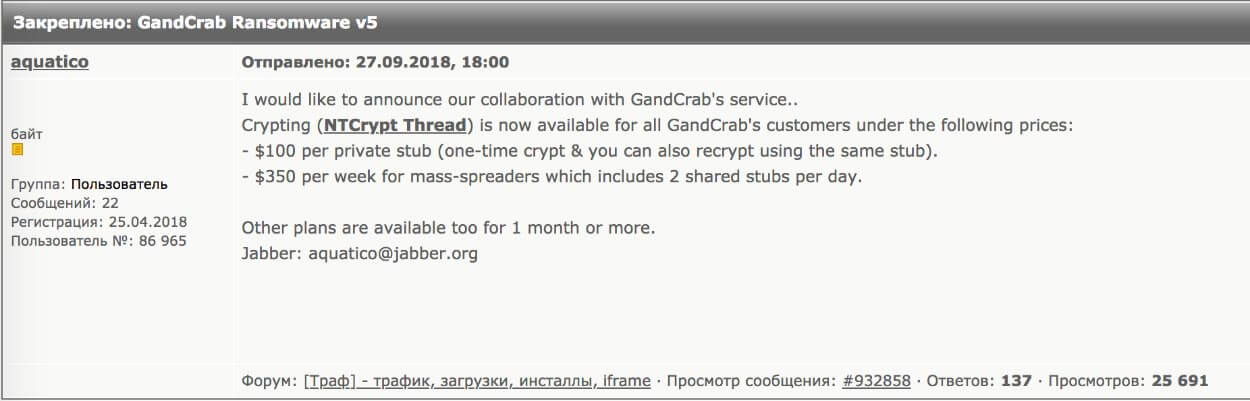 Закреплено: GandCrab Ransomware v5
aquatico
Отправлено: 27.09.2018, 18:00
байт
Группа: Пользователь
Сообщений: 22
Регистрация: 25.04.2018
Пользователь №: 86 965
I would like to announce our collaboration with GandCrab's service..
Crypting (NTCrypt Thread) is now available for all GandCrab's customers under the following prices:
- $100 per private stub (one-time crypt & you can also recrypt using the same stub).
- $350 per week for mass-spreaders which includes 2 shared stubs per day.
Other plans are available too for 1 month or more.
Jabber: aquatico@jabber.org
Форум: [Траф] - трафик, загрузки, инсталлы, iframe · Просмотр сообщения: #932858 · Ответов: 137 · Просмотров: 25 691